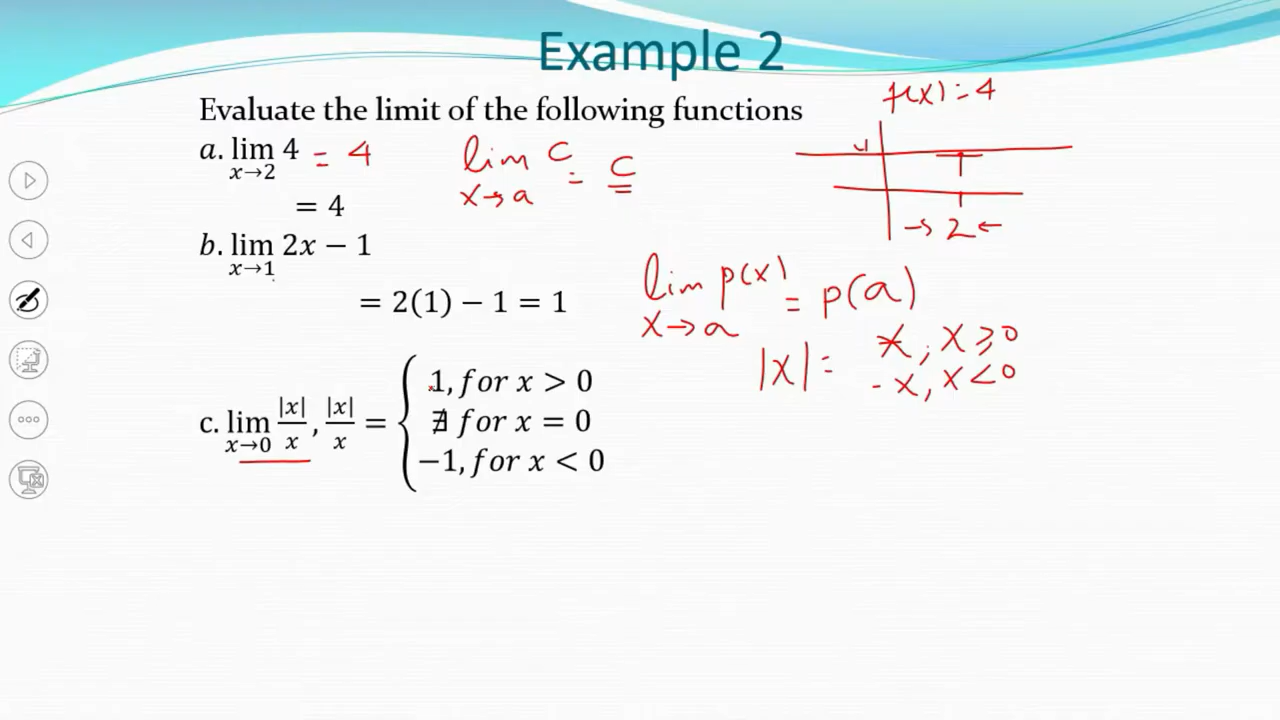 Example 2
Evaluate the limit of the following functions
f(x) = 4
a. lim 4 = 4
x→2
lim C = C
x→a
4
= 4
→ 2 ←
b. lim 2x − 1
x→1
= 2(1) − 1 = 1
lim p(x) = p(a)
x→a
|x| = x, x ≥ 0
-x, x < 0
1, for x > 0
c. lim |x|/x , |x|/x = ∄ for x = 0
x→0
−1, for x < 0